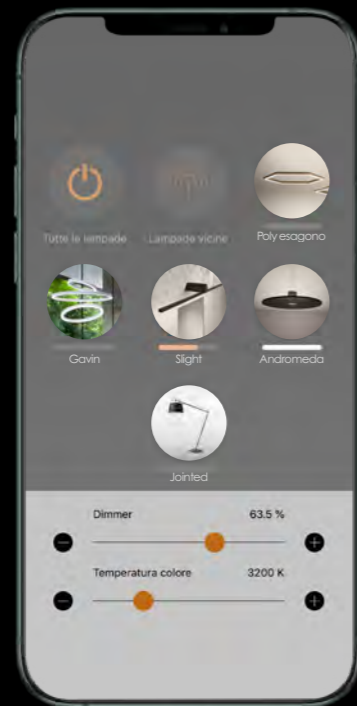 Tutte le lampade
Lampade vicine
Poly esagono
Gavin
Slight
Andromeda
Jointed
Dimmer 63.5 %
Temperatura colore 3200 K